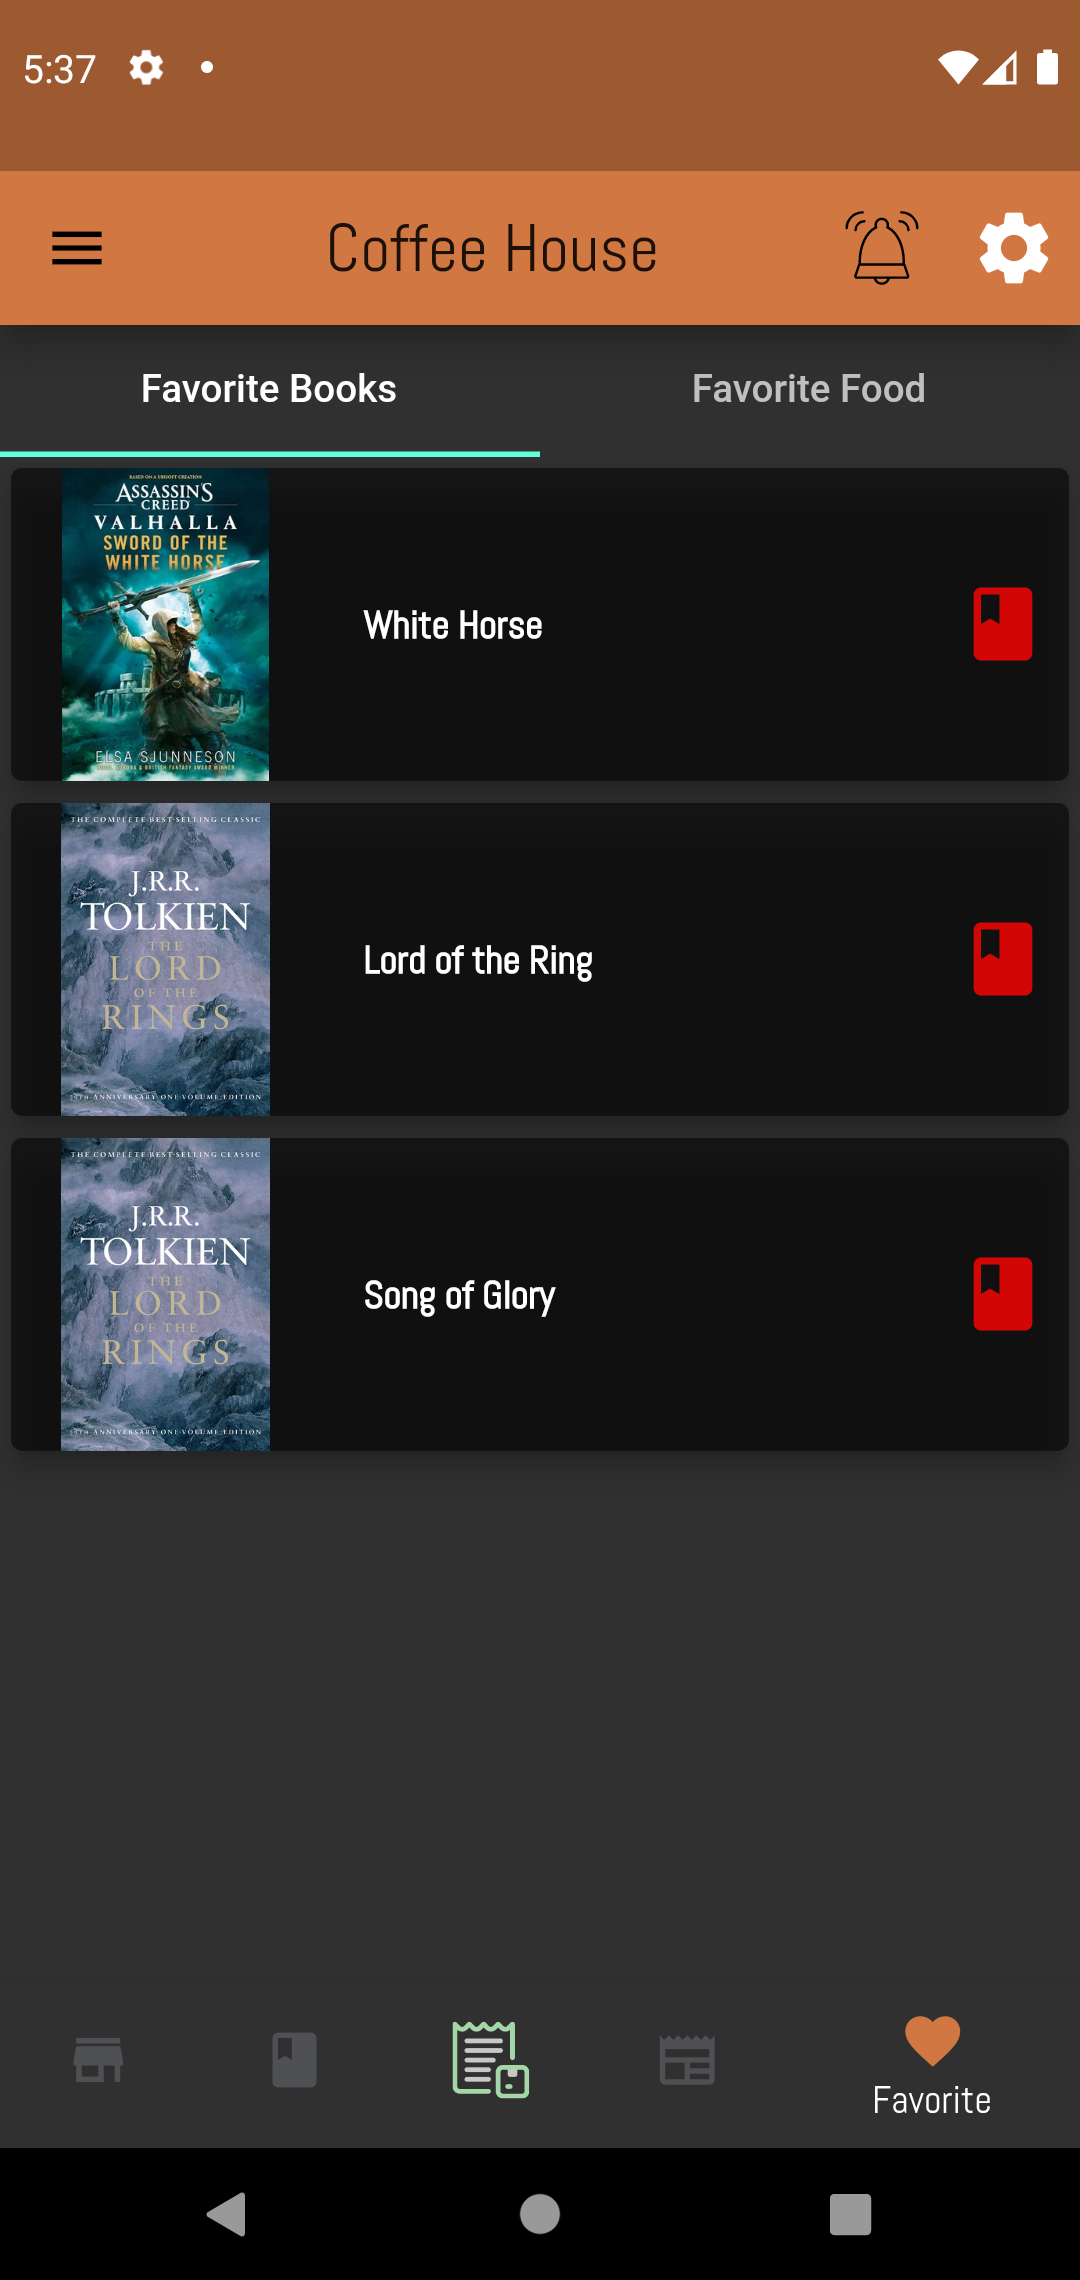 5:37
Coffee House
Favorite Books
Favorite Food
BASED ON A UBISOFT CREATION
ASSASSIN'S
CREED
VALHALLA
SWORD OF THE
WHITE HORSE
ELSA SJUNNESON
White Horse
THE COMPLETE BEST-SELLING CLASSIC
J.R.R.
TOLKIEN
THE
LORD
OF THE
RINGS
50TH ANNIVERSARY ONE-VOLUME EDITION
Lord of the Ring
THE COMPLETE BEST-SELLING CLASSIC
J.R.R.
TOLKIEN
THE
LORD
OF THE
RINGS
50TH ANNIVERSARY ONE-VOLUME EDITION
Song of Glory
Favorite